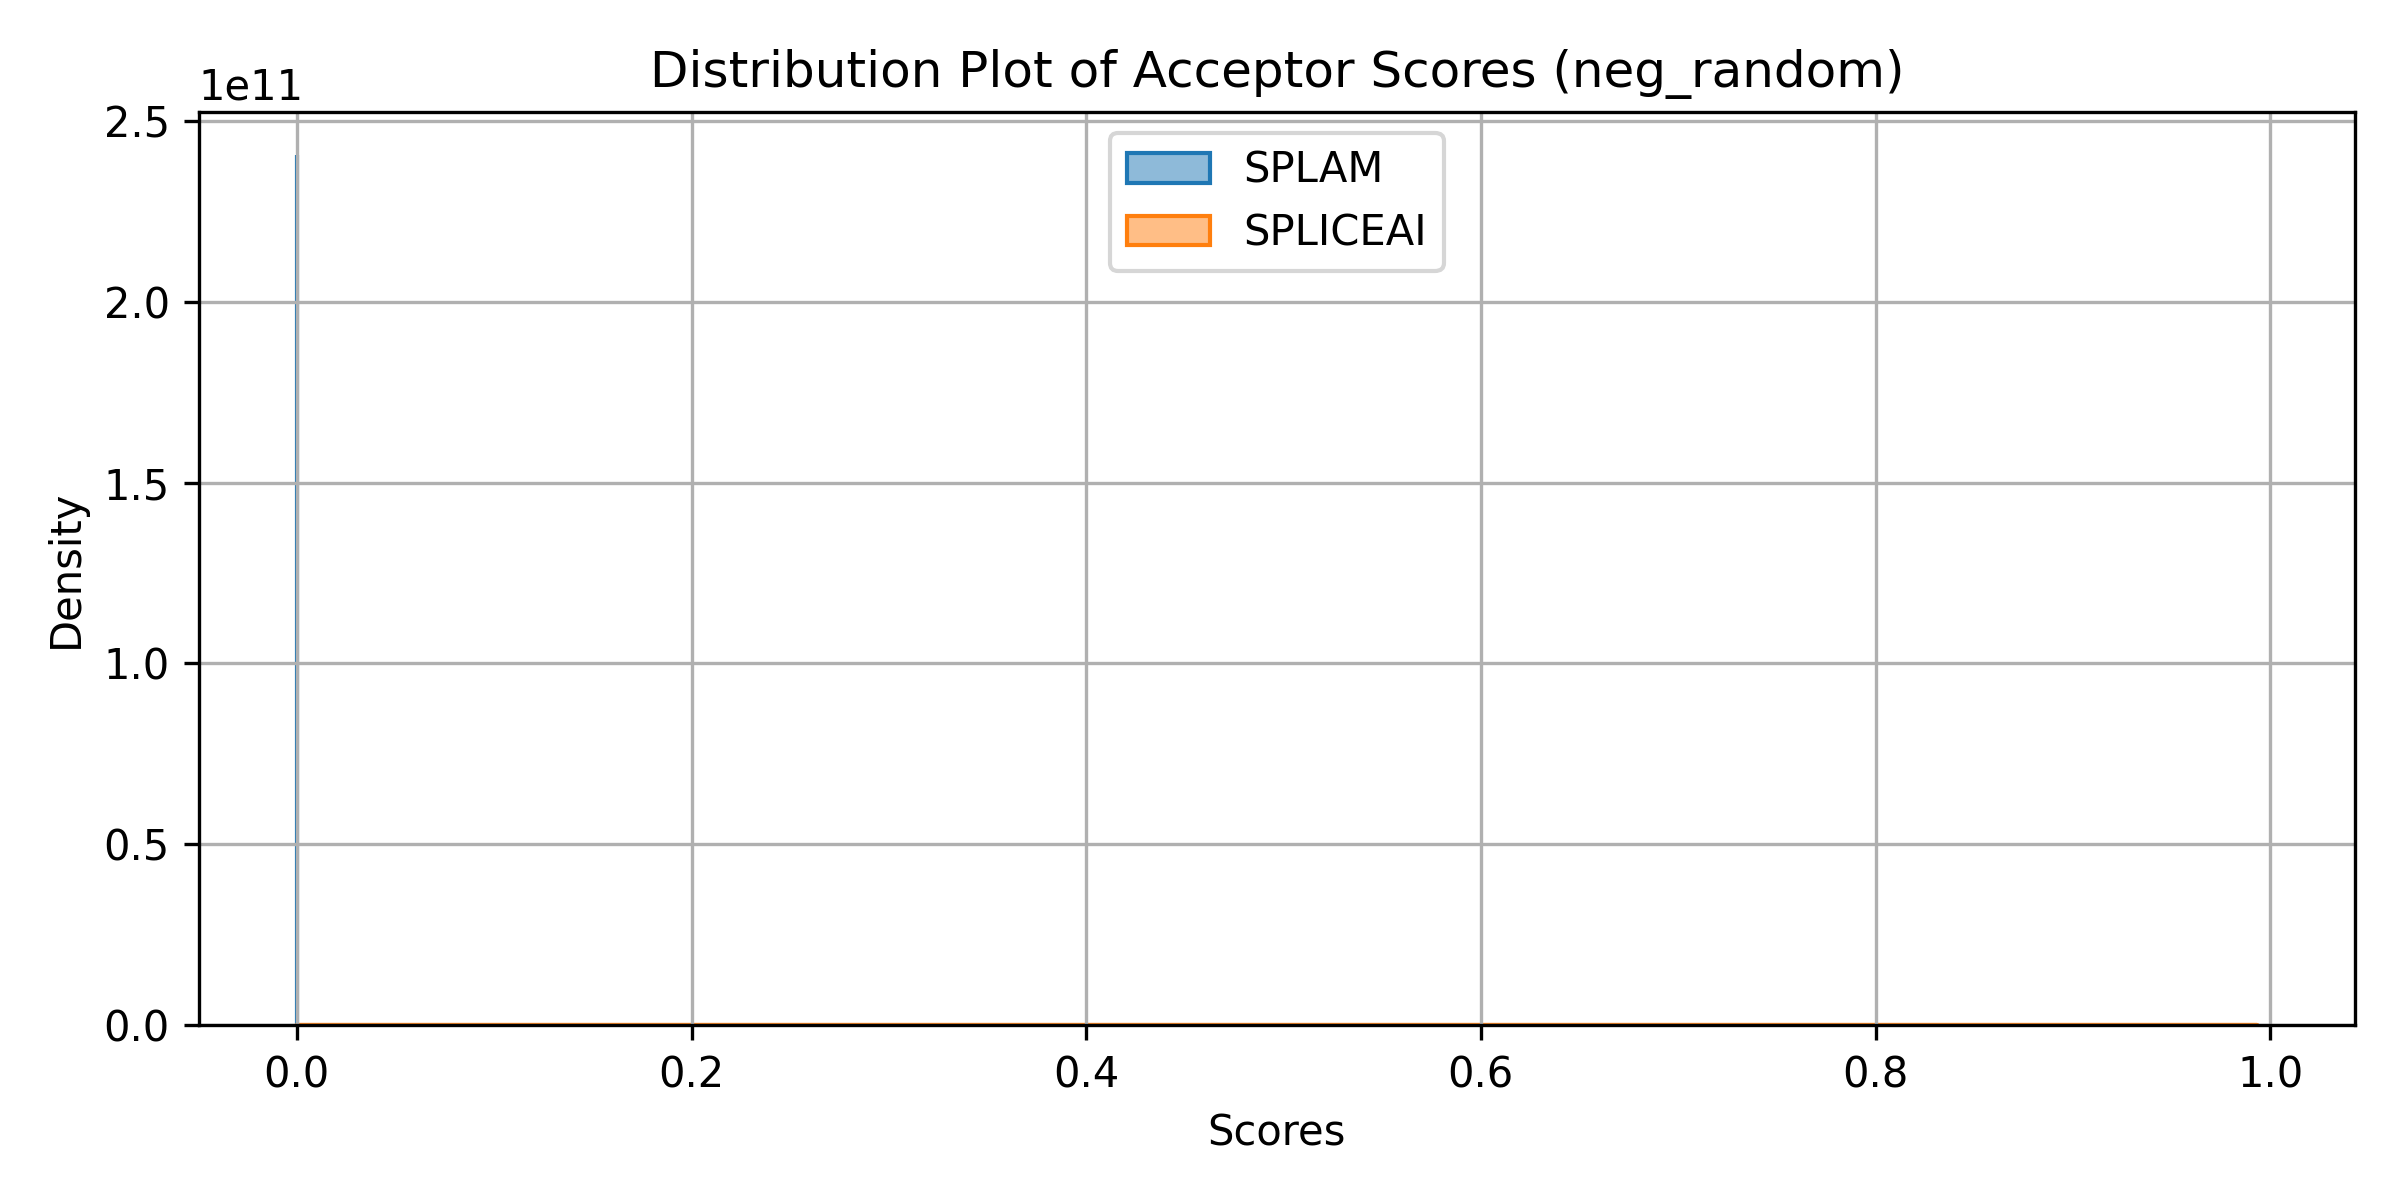 Distribution Plot of Acceptor Scores (neg_random)
1e11
2.5
2.0
1.5
1.0
0.5
0.0
Density
SPLAM
SPLICEAI
0.0 0.2 0.4 0.6 0.8 1.0
Scores